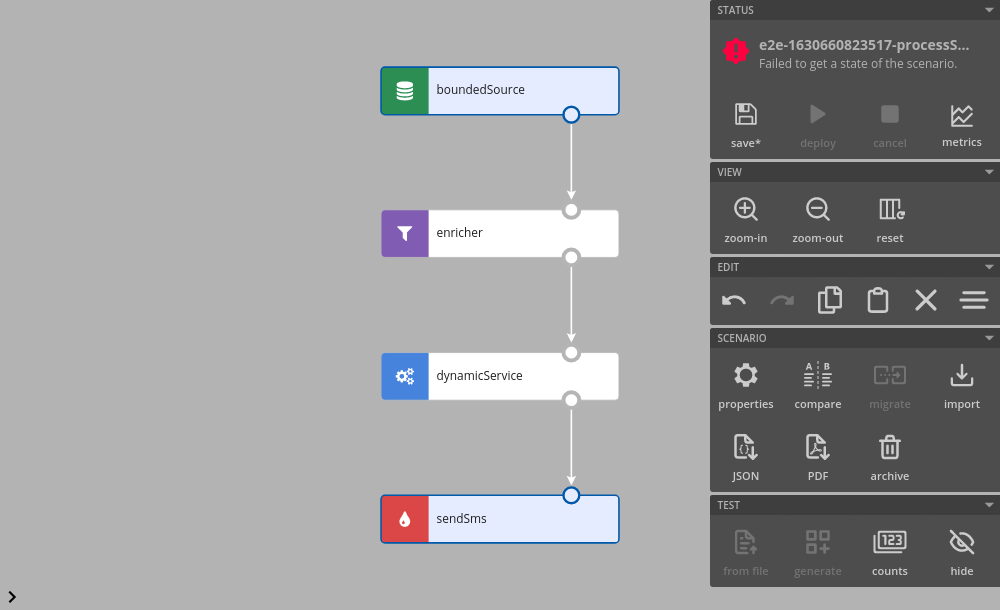 boundedSource
enricher
dynamicService
sendSms
STATUS
e2e-1630660823517-processS...
Failed to get a state of the scenario.
save* deploy cancel metrics
VIEW
zoom-in zoom-out reset
EDIT
SCENARIO
A B
properties compare migrate import
{}
JSON PDF archive
TEST
123
from file generate counts hide